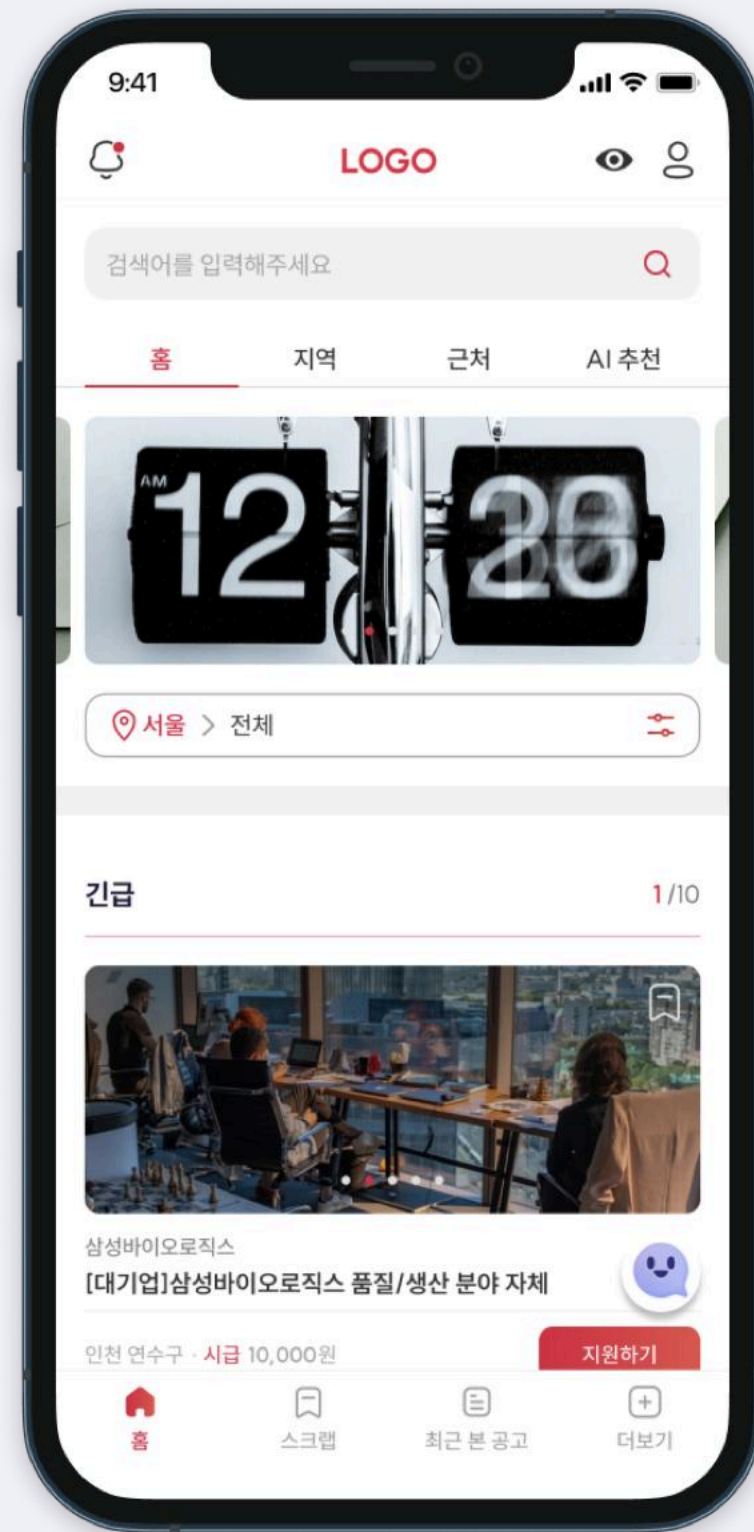 9:41
LOGO
검색어를 입력해주세요
홈 지역 근처 AI 추천
AM
12
서울 > 전체
긴급 1/10
삼성바이오로직스
[대기업]삼성바이오로직스 품질/생산 분야 자체
인천 연수구 · 시급 10,000원 지원하기
홈 스크랩 최근 본 공고 더보기